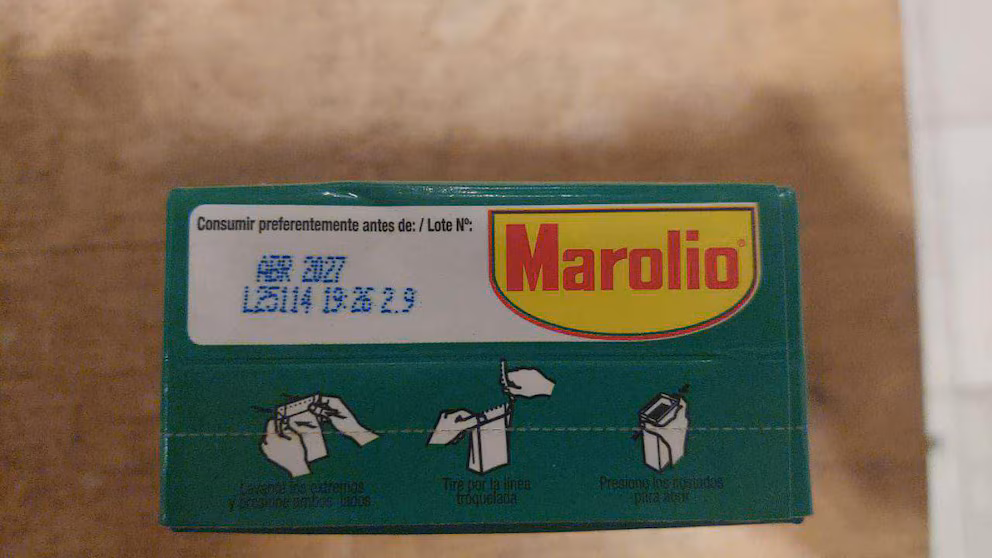 Consumir preferentemente antes de: / Lote Nº:
ABR 2027
L25114 19:26 2.9
Marolio®
Levante los extremos
y presione ambos lados
Tire por la línea
troquelada
Presione los costados
para abrir